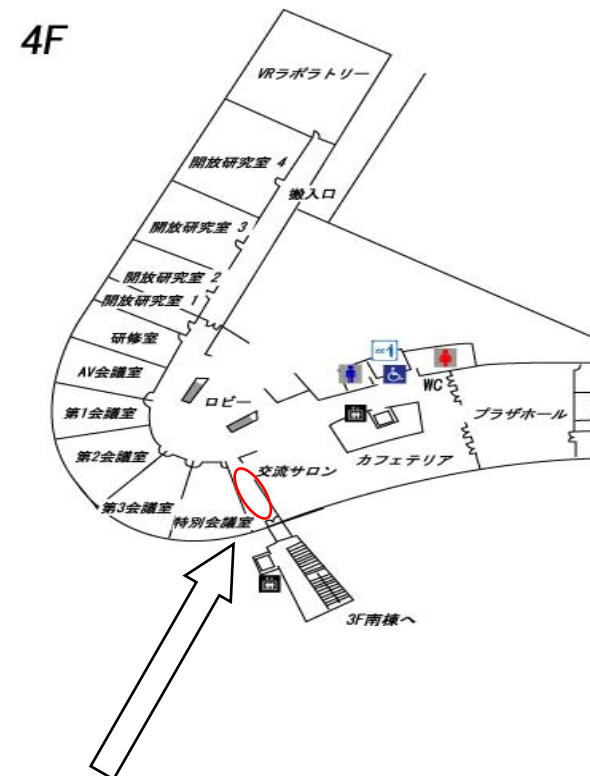 4F
VRラボラトリー
開放研究室 4
搬入口
開放研究室 3
開放研究室 2
開放研究室 1
研修室
AV会議室
WC
第1会議室
ロビー
プラザホール
第2会議室
交流サロン
カフェテリア
第3会議室
特別会議室
3F南棟へ